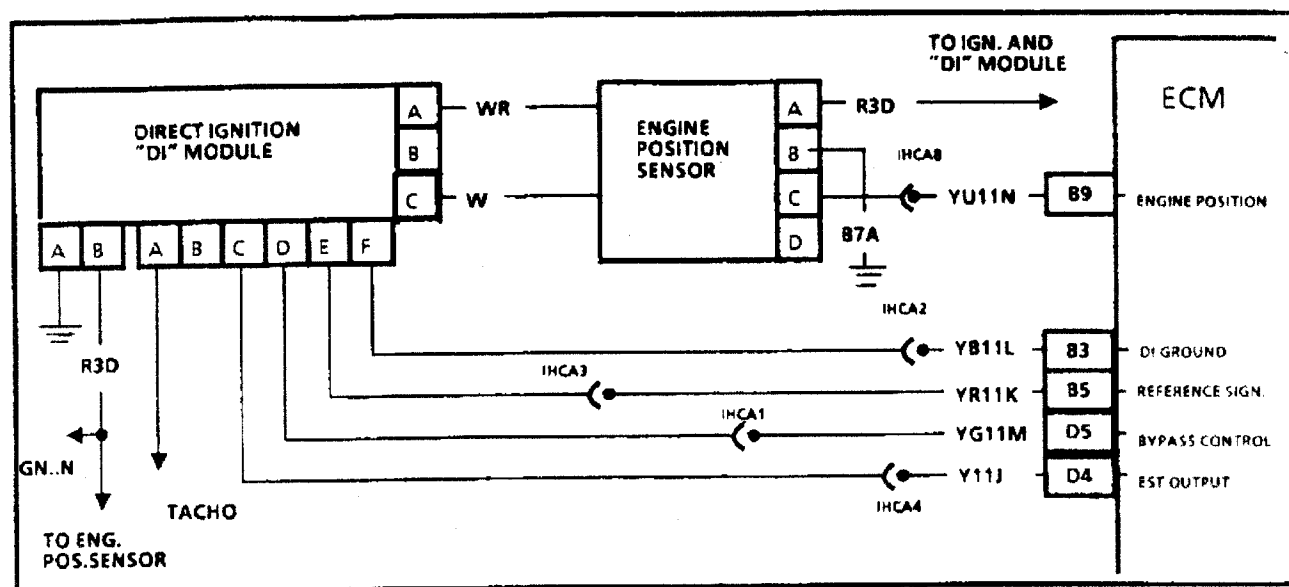 TO IGN. AND
"DI" MODULE
ECM
DIRECT IGNITION
"DI" MODULE
A
B
C
WR
W
ENGINE
POSITION
SENSOR
A
B
C
D
R3D
IHCA8
YU11N
B9
ENGINE POSITION
B7A
A
B
A
B
C
D
E
F
R3D
GN..N
TO ENG.
POS.SENSOR
TACHO
IHCA2
YB11L
B3
DI GROUND
IHCA3
YR11K
B5
REFERENCE SIGN.
IHCA1
YG11M
D5
BYPASS CONTROL
Y11J
D4
EST OUTPUT
IHCA4